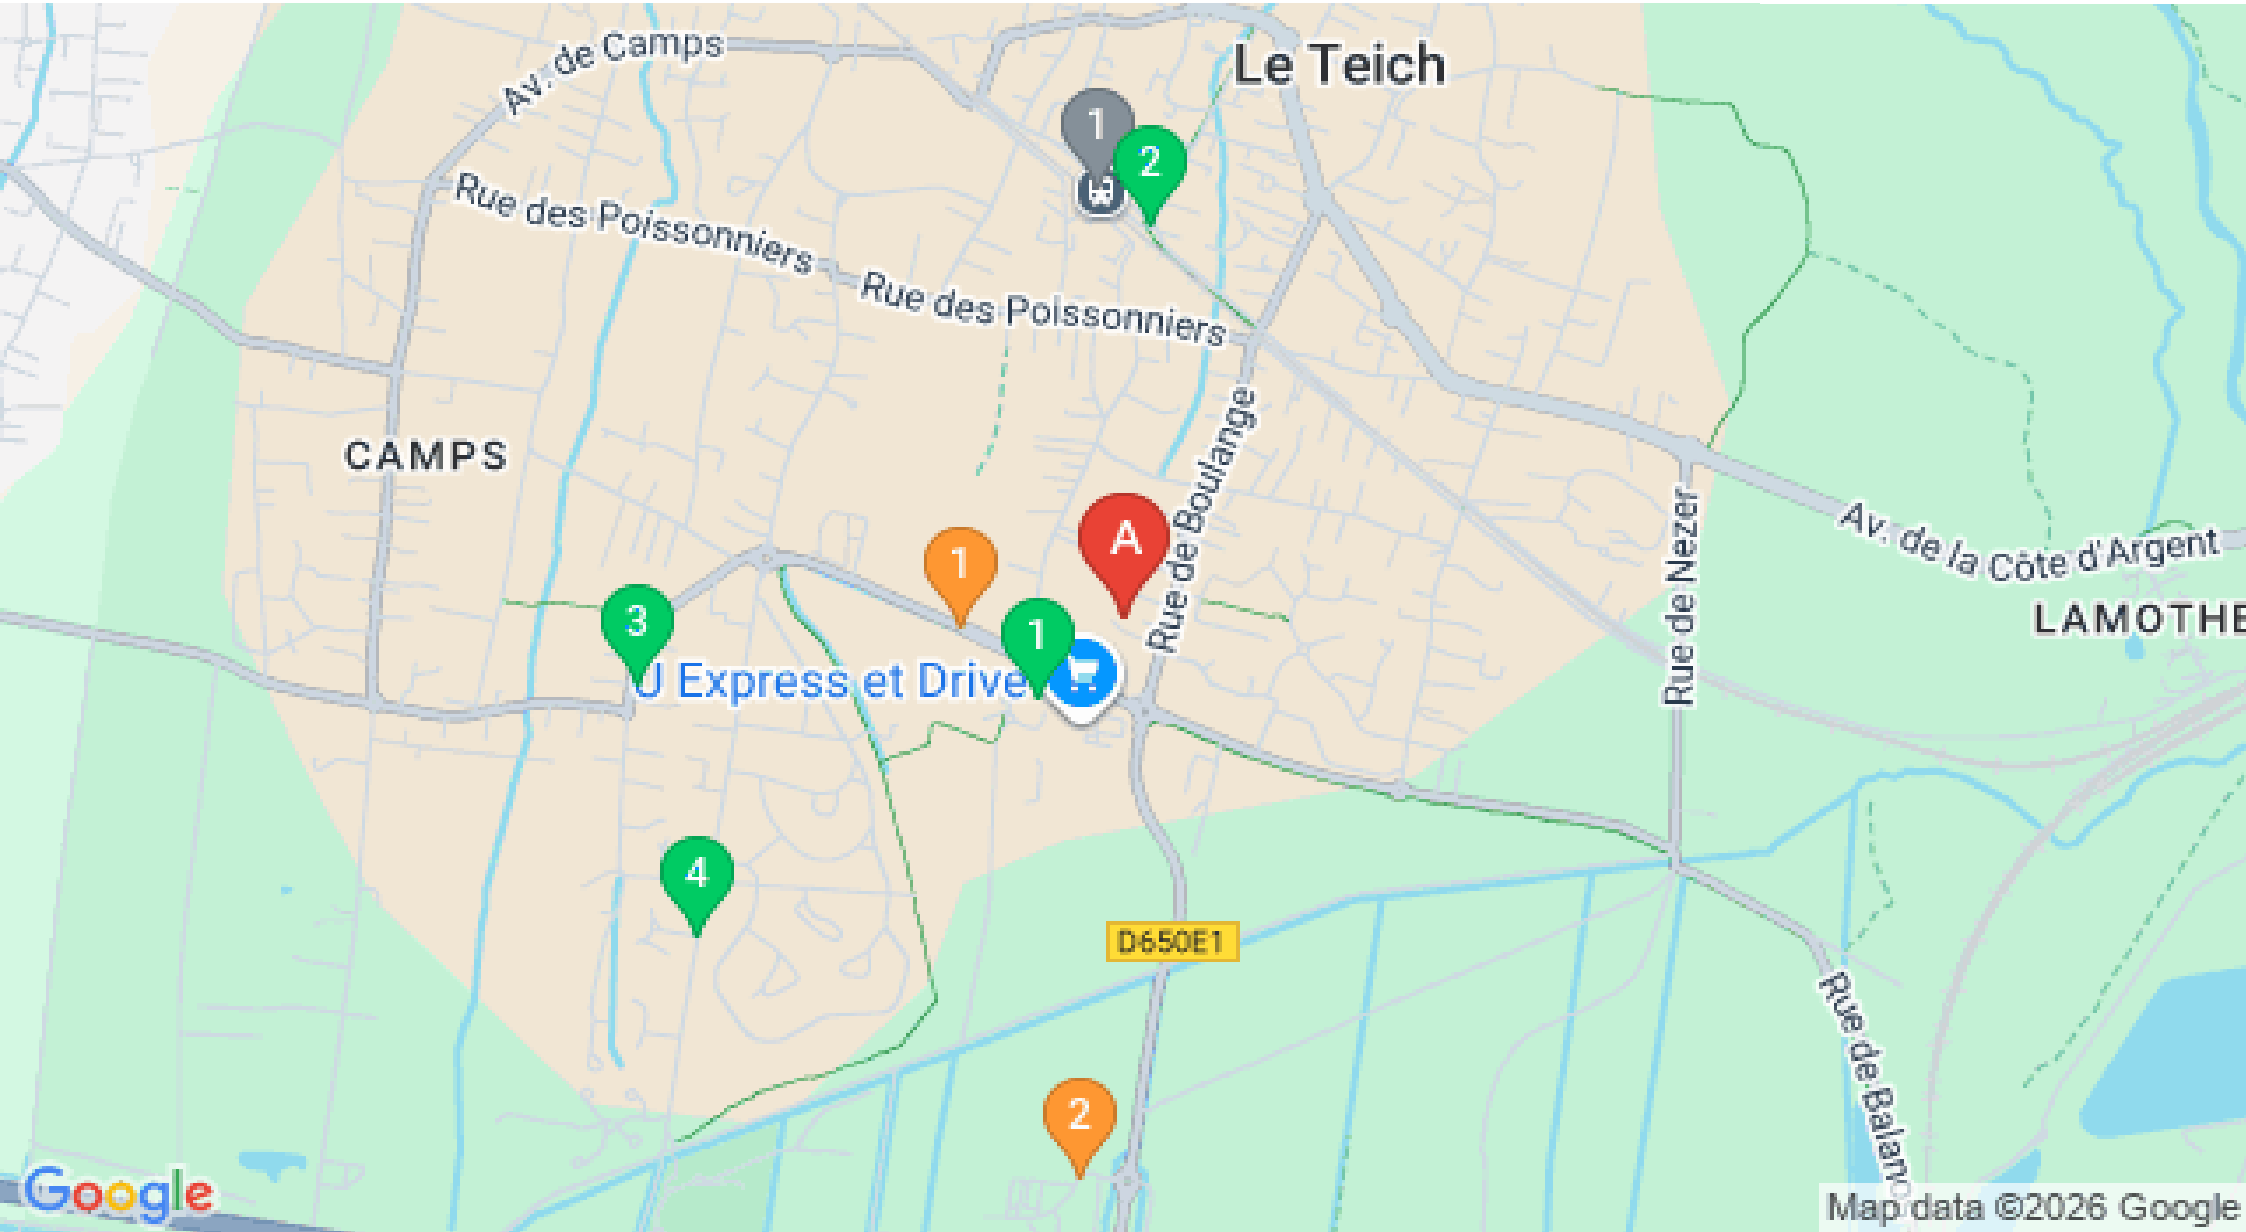 Av. de Camps
Le Teich
1
2
Rue des Poissonniers
Rue des Poissonniers
Rue de Boulange
CAMPS
A
1
Rue de Nezer
Av. de la Côte d'Argent
3
1
LAMOTHE
U Express et Drive
4
D650E1
2
Rue de Balano
Google
Map data ©2026 Google